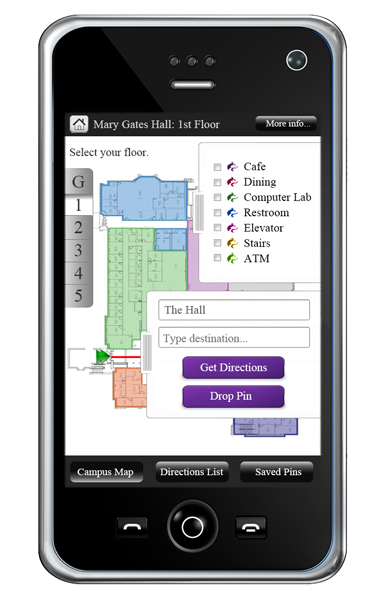 Mary Gates Hall: 1st Floor
More info...
Select your floor.
G
1
2
3
4
5
Cafe
Dining
Computer Lab
Restroom
Elevator
Stairs
ATM
The Hall
Type destination...
Get Directions
Drop Pin
Campus Map
Directions List
Saved Pins